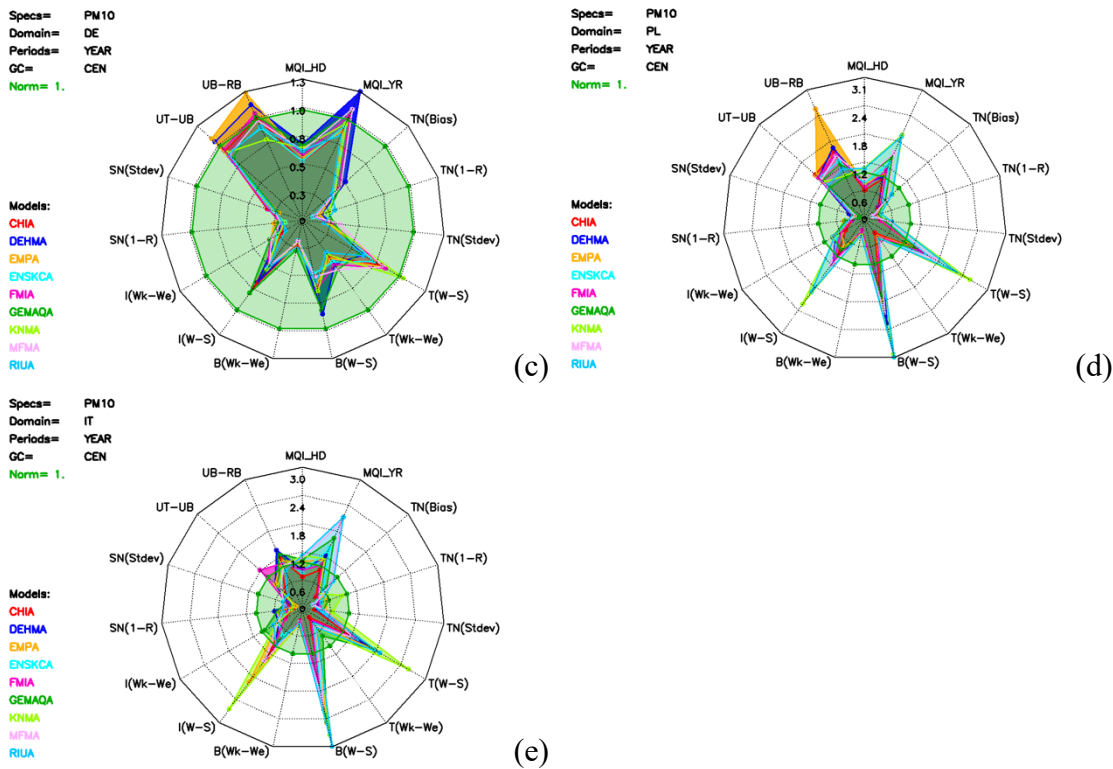 Specs= PM10
Domain= DE
Periods= YEAR
GC= CEN
Norm= 1.
MQI_HD
MQI_YR
TN(Bias)
TN(1-R)
TN(Stdev)
T(W-S)
T(Wk-We)
B(W-S)
B(Wk-We)
I(W-S)
I(Wk-We)
SN(1-R)
SN(Stdev)
UT-UB
UB-RB
1.3
1.0
0.8
0.5
0.3
0
Models:
CHIA
DEHMA
EMPA
ENSKCA
FMIA
GEMAQA
KNMA
MFMA
RIUA
(c)
Specs= PM10
Domain= PL
Periods= YEAR
GC= CEN
Norm= 1.
MQI_HD
MQI_YR
TN(Bias)
TN(1-R)
TN(Stdev)
T(W-S)
T(Wk-We)
B(W-S)
B(Wk-We)
I(W-S)
I(Wk-We)
SN(1-R)
SN(Stdev)
UT-UB
UB-RB
3.1
2.4
1.8
1.2
0.6
0
Models:
CHIA
DEHMA
EMPA
ENSKCA
FMIA
GEMAQA
KNMA
MFMA
RIUA
(d)
Specs= PM10
Domain= IT
Periods= YEAR
GC= CEN
Norm= 1.
MQI_HD
MQI_YR
TN(Bias)
TN(1-R)
TN(Stdev)
T(W-S)
T(Wk-We)
B(W-S)
B(Wk-We)
I(W-S)
I(Wk-We)
SN(1-R)
SN(Stdev)
UT-UB
UB-RB
3.0
2.4
1.8
1.2
0.6
0
Models:
CHIA
DEHMA
EMPA
ENSKCA
FMIA
GEMAQA
KNMA
MFMA
RIUA
(e)